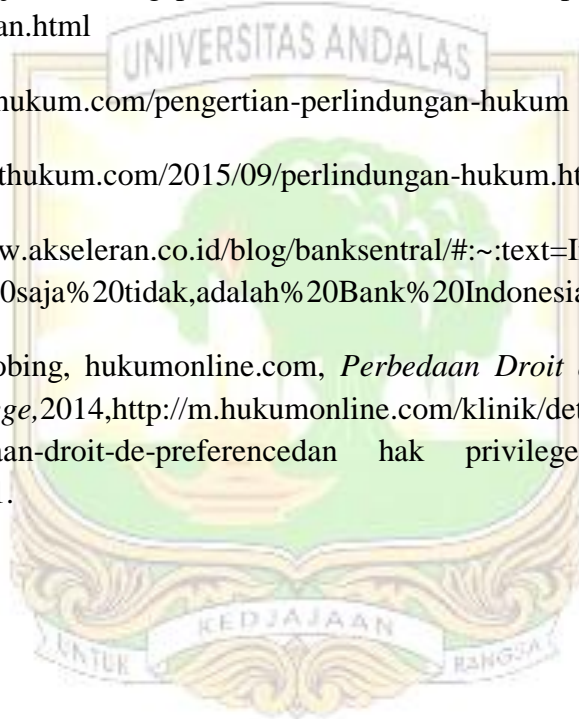 an.html
UNIVERSITAS ANDALAS
hukum.com/pengertian-perlindungan-hukum
thukum.com/2015/09/perlindungan-hukum.ht
w.akseleran.co.id/blog/banksentral/#:~:text=I
0saja%20tidak,adalah%20Bank%20Indonesia
obing, hukumonline.com, Perbedaan Droit
ge,2014,http://m.hukumonline.com/klinik/det
aan-droit-de-preferencedan hak privilege
KEDJAJAAN
UNTUK BANGSA